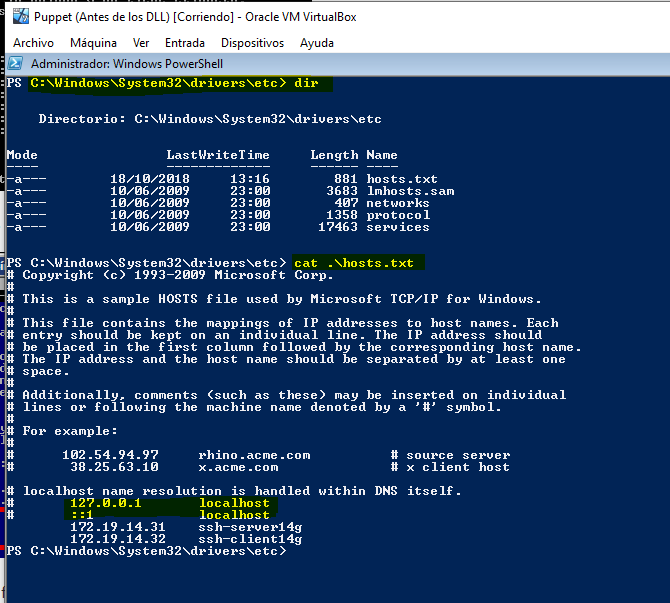 Puppet (Antes de los DLL) [Corriendo] - Oracle VM VirtualBox
Archivo Máquina Ver Entrada Dispositivos Ayuda
Administrador: Windows PowerShell
PS C:\Windows\System32\drivers\etc> dir
Directorio: C:\Windows\System32\drivers\etc
Mode LastWriteTime Length Name
---- ------------- ------ ----
-a--- 18/10/2018 13:16 881 hosts.txt
-a--- 10/06/2009 23:00 3683 lmhosts.sam
-a--- 10/06/2009 23:00 407 networks
-a--- 10/06/2009 23:00 1358 protocol
-a--- 10/06/2009 23:00 17463 services
PS C:\Windows\System32\drivers\etc> cat .\hosts.txt
# Copyright (c) 1993-2009 Microsoft Corp.
#
# This is a sample HOSTS file used by Microsoft TCP/IP for Windows.
#
# This file contains the mappings of IP addresses to host names. Each
# entry should be kept on an individual line. The IP address should
# be placed in the first column followed by the corresponding host name.
# The IP address and the host name should be separated by at least one
# space.
#
# Additionally, comments (such as these) may be inserted on individual
# lines or following the machine name denoted by a '#' symbol.
#
# For example:
#
# 102.54.94.97 rhino.acme.com # source server
# 38.25.63.10 x.acme.com # x client host
# localhost name resolution is handled within DNS itself.
# 127.0.0.1 localhost
# ::1 localhost
172.19.14.31 ssh-server14g
172.19.14.32 ssh-client14g
PS C:\Windows\System32\drivers\etc>